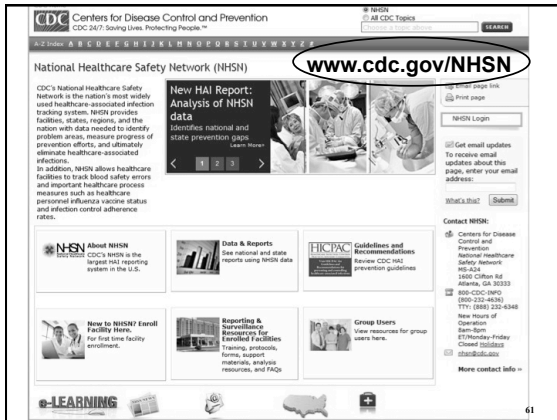 CDC Centers for Disease Control and Prevention
CDC 24/7: Saving Lives. Protecting People.™
NHSN
All CDC Topics
Choose a topic above
SEARCH
A-Z Index A B C D E F G H I J K L M N O P Q R S T U V W X Y Z #
National Healthcare Safety Network (NHSN)
www.cdc.gov/NHSN
CDC's National Healthcare Safety
Network is the nation's most widely
used healthcare-associated infection
tracking system. NHSN provides
facilities, states, regions, and the
nation with data needed to identify
problem areas, measure progress of
prevention efforts, and ultimately
eliminate healthcare-associated
infections.
In addition, NHSN allows healthcare
facilities to track blood safety errors
and important healthcare process
measures such as healthcare
personnel influenza vaccine status
and infection control adherence
rates.
New HAI Report:
Analysis of NHSN
data
Identifies national and
state prevention gaps
Learn More>
1 2 3
Email page link
Print page
NHSN Login
Get email updates
To receive email
updates about this
page, enter your email
address:
What's this? Submit
Contact NHSN:
Centers for Disease
Control and
Prevention
National Healthcare
Safety Network
MS-A24
1600 Clifton Rd
Atlanta, GA 30333
800-CDC-INFO
(800-232-4636)
TTY: (888) 232-6348
New Hours of
Operation
8am-8pm
ET/Monday-Friday
Closed Holidays
nhsn@cdc.gov
More contact info »
NHSN
About NHSN
CDC's NHSN is the
largest HAI reporting
system in the U.S.
Data & Reports
See national and state
reports using NHSN data
HICPAC
Guidelines and
Recommendations
Review CDC HAI
prevention guidelines
New to NHSN? Enroll
Facility Here.
For first time facility
enrollment.
Reporting &
Surveillance
Resources for
Enrolled Facilities
Training, protocols,
forms, support
materials, analysis
resources, and FAQs
Group Users
View resources for group
users here.
e-LEARNING
61